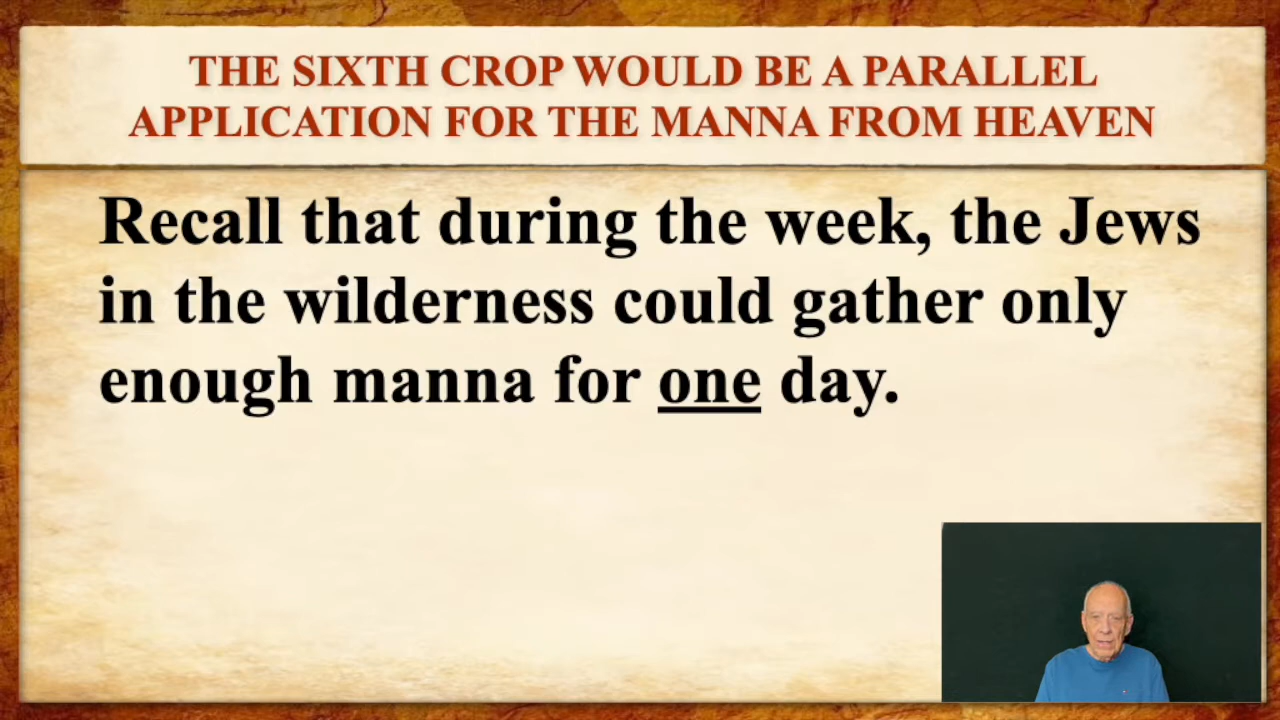 THE SIXTH CROP WOULD BE A PARALLEL
APPLICATION FOR THE MANNA FROM HEAVEN
Recall that during the week, the Jews
in the wilderness could gather only
enough manna for one day.